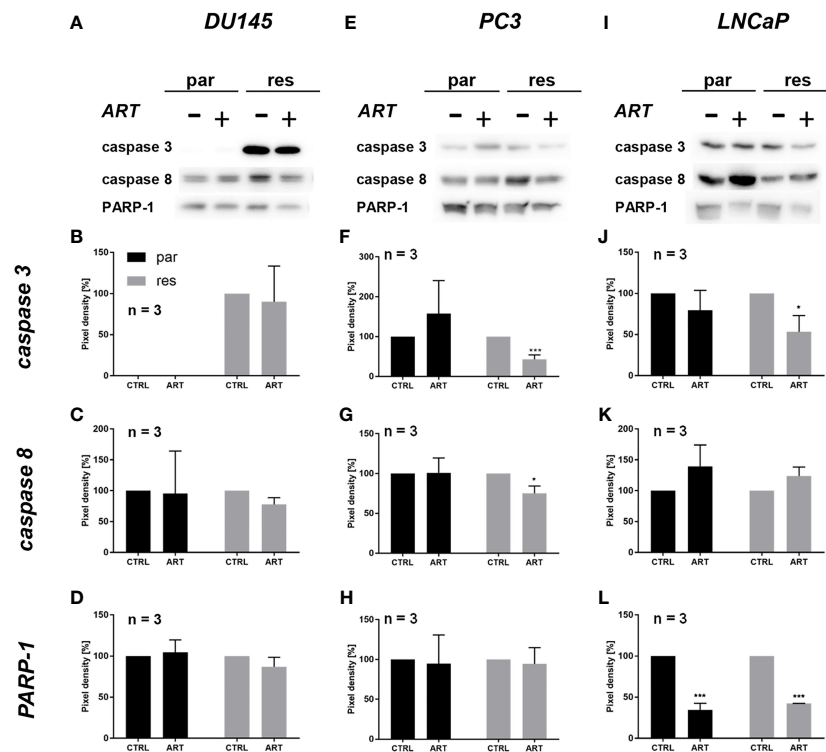 A DU145 E PC3 I LNCaP
par res par res par res
ART - + - + ART - + - + ART - + - +
caspase 3 caspase 3 caspase 3
caspase 8 caspase 8 caspase 8
PARP-1 PARP-1 PARP-1
caspase 3
B
Pixel density [%]
150
100
50
0
par
res
n = 3
CTRL ART CTRL ART
F
Pixel density [%]
300
200
100
0
n = 3
***
CTRL ART CTRL ART
J
Pixel density [%]
150
100
50
0
n = 3
*
CTRL ART CTRL ART
caspase 8
C
Pixel density [%]
200
150
100
50
0
n = 3
CTRL ART CTRL ART
G
Pixel density [%]
150
100
50
0
n = 3
*
CTRL ART CTRL ART
K
Pixel density [%]
200
150
100
50
0
n = 3
CTRL ART CTRL ART
PARP-1
D
Pixel density [%]
150
100
50
0
n = 3
CTRL ART CTRL ART
H
Pixel density [%]
150
100
50
0
n = 3
CTRL ART CTRL ART
L
Pixel density [%]
150
100
50
0
n = 3
*** ***
CTRL ART CTRL ART